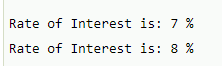 Rate of Interest is: 7 %
Rate of Interest is: 8 %